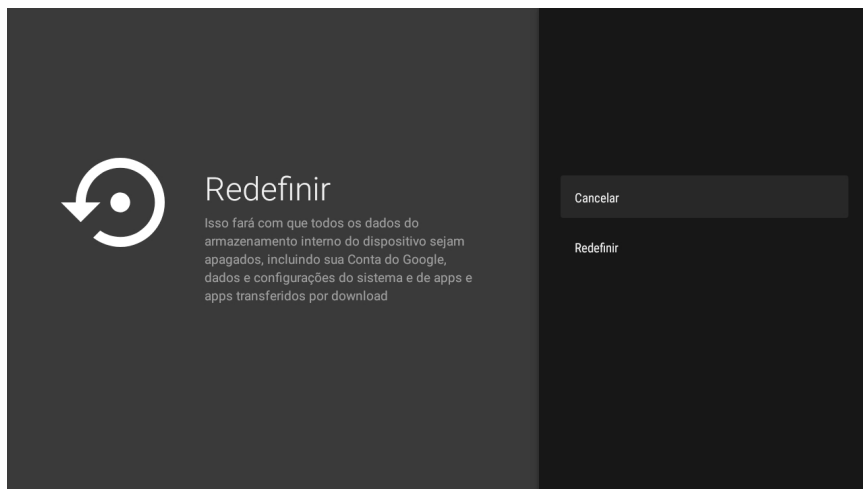 Redefinir
Isso fará com que todos os dados do
armazenamento interno do dispositivo sejam
apagados, incluindo sua Conta do Google,
dados e configurações do sistema e de apps e
apps transferidos por download
Cancelar
Redefinir